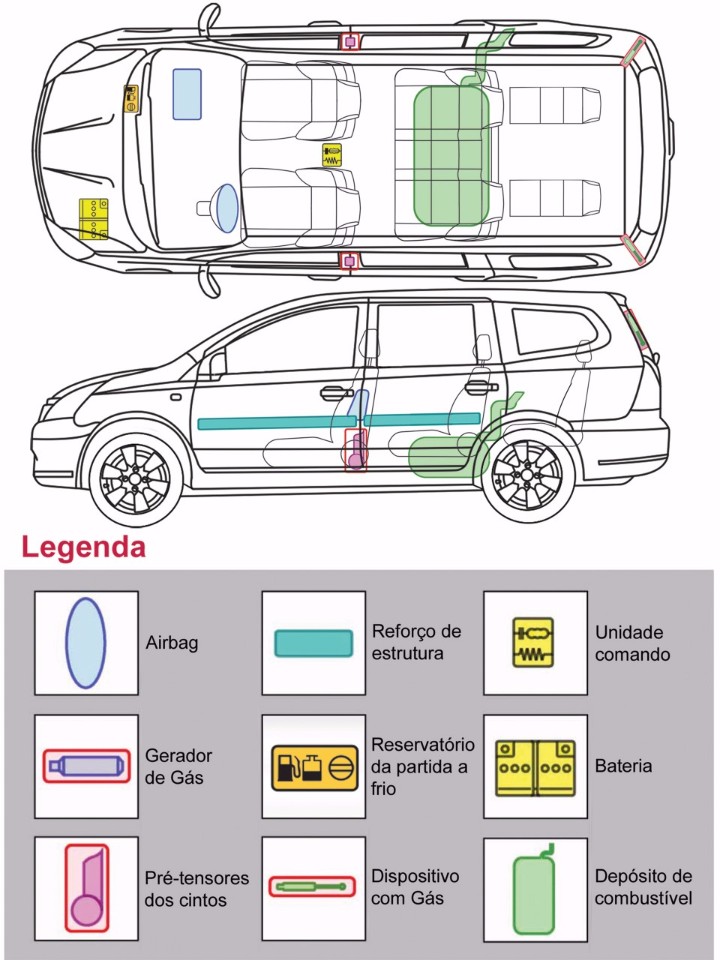 Legenda
Airbag
Reforço de
estrutura
Unidade
comando
Gerador
de Gás
Reservatório
da partida a
frio
Bateria
Pré-tensores
dos cintos
Dispositivo
com Gás
Depósito de
combustível